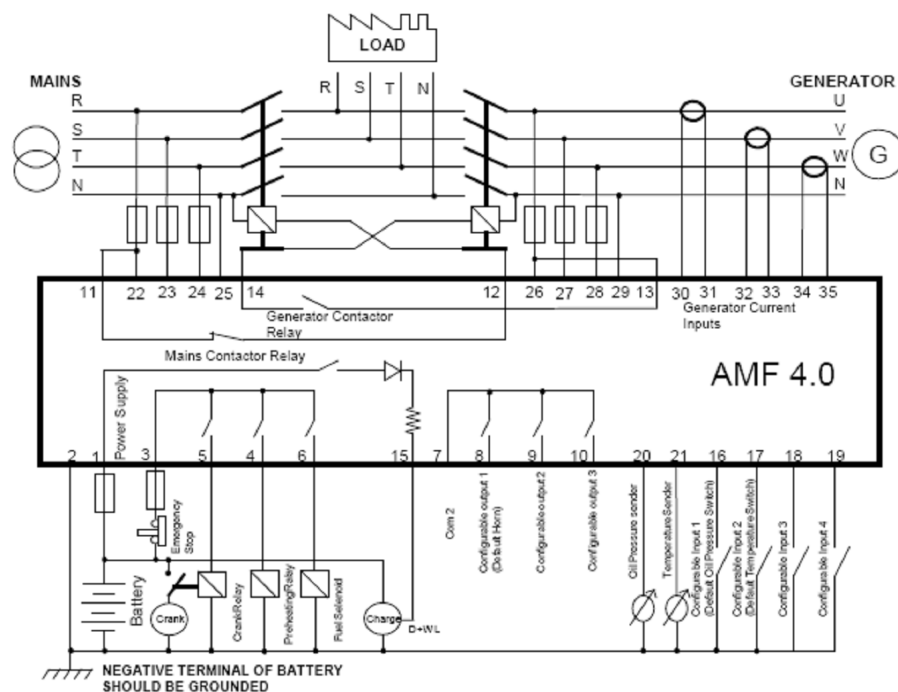 LOAD
MAINS
GENERATOR
R S T N
R
S
T
N
U
V
W
N
G
11 22 23 24 25 14 12 26 27 28 29 13 30 31 32 33 34 35
Generator Contactor
Relay
Generator Current
Inputs
Mains Contactor Relay
AMF 4.0
Power Supply
2 1 3 5 4 6 15 7 8 9 10 20 21 16 17 18 19
Emergency
Stop
Battery
Crank
CrankRelay
PreheatingRelay
FuelSelenoid
Charge
D+WL
Com 2
Configurable output 1
(Default Horn)
Configurable output 2
Configurable output 3
Oil Pressure sender
Temperature Sender
Configurable Input 1
(Default Oil Pressure Switch)
Configurable Input 2
(Default Temperature Switch)
Configurable Input 3
Configurable Input 4
NEGATIVE TERMINAL OF BATTERY
SHOULD BE GROUNDED